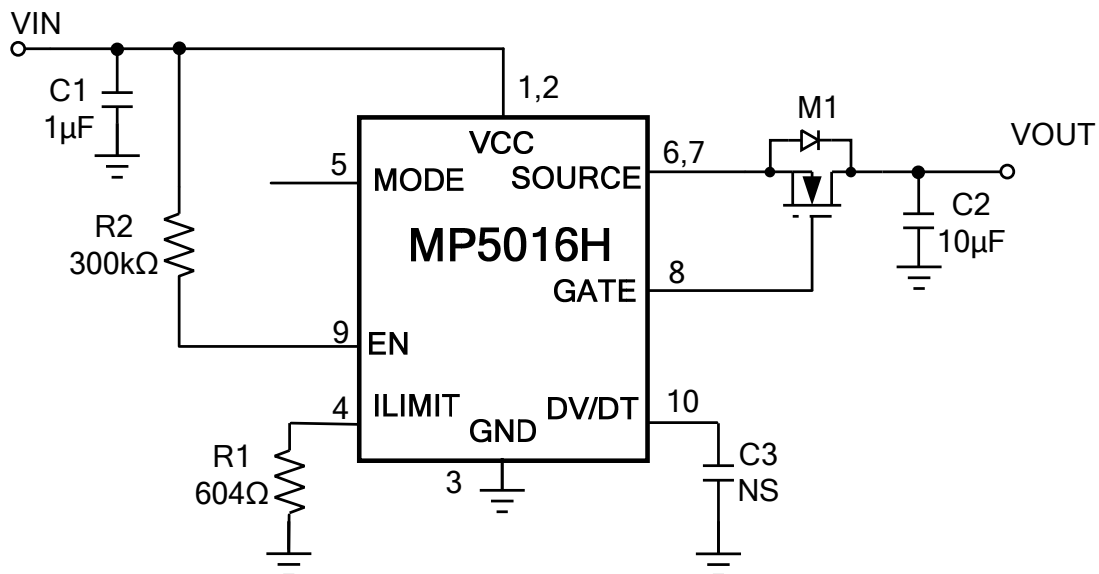 VIN
C1
1µF
1,2
M1
VOUT
VCC
5
MODE
SOURCE
6,7
C2
10µF
R2
300kΩ
MP5016H
GATE
8
9
EN
4
ILIMIT
DV/DT
10
GND
R1
604Ω
3
C3
NS